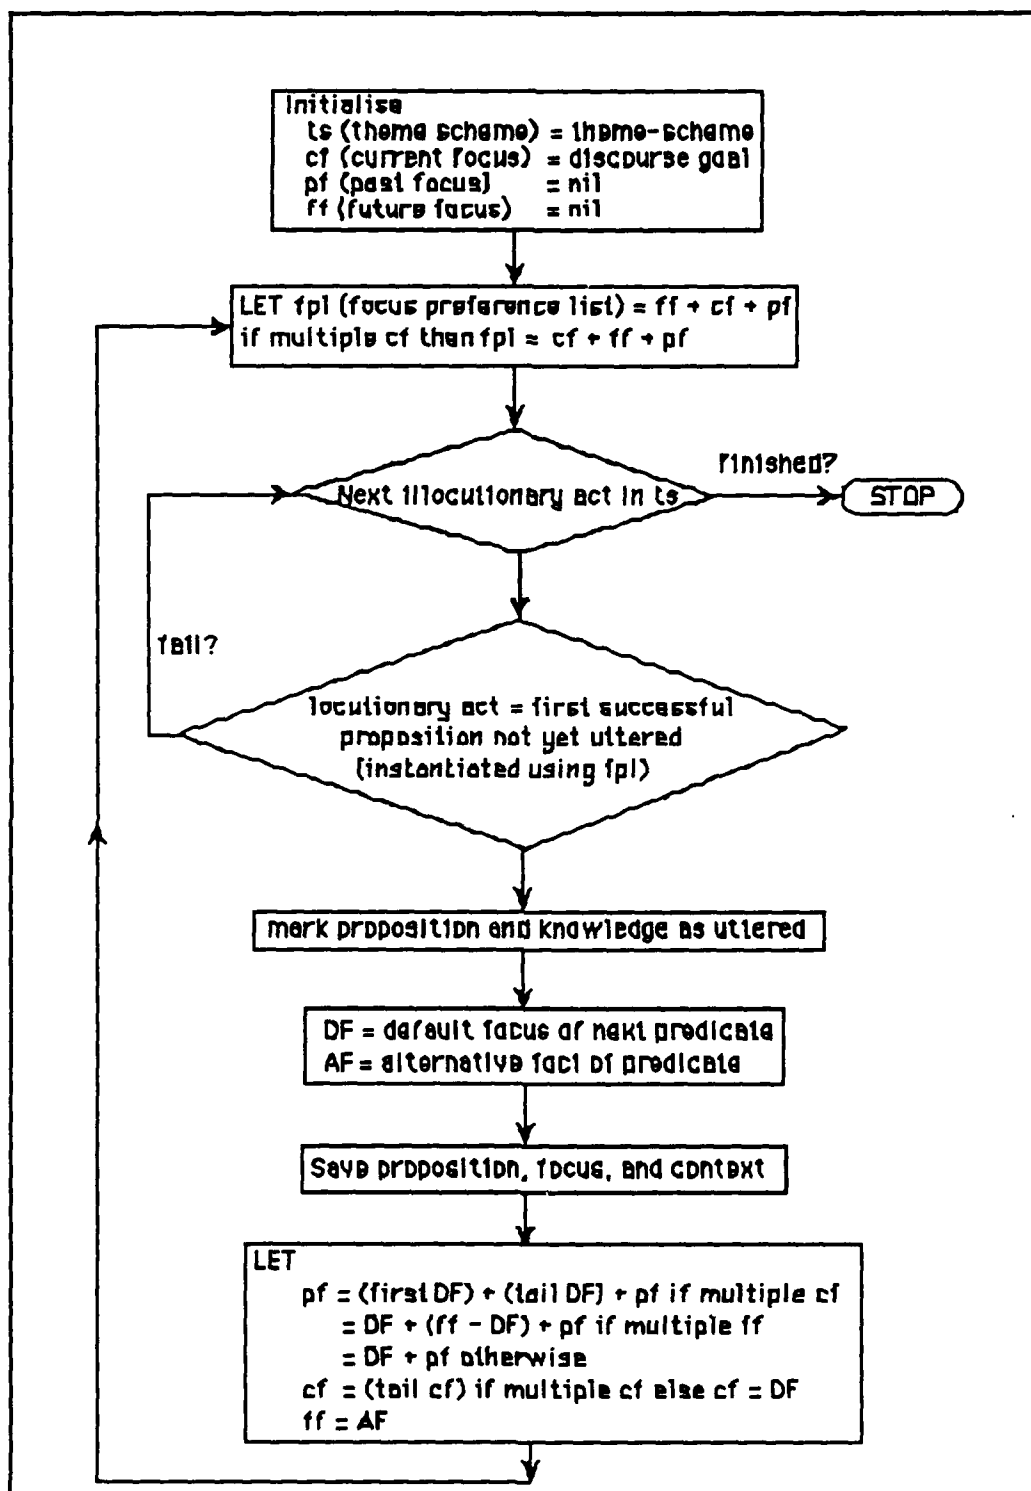 Initialise
ts (theme scheme) = theme-scheme
cf (current focus) = discourse goal
pf (past focus) = nil
ff (future focus) = nil
LET fpl (focus preference list) = ff + cf + pf
if multiple cf then fpl = cf + ff + pf
Next illocutionary act in ts
Finished?
STOP
fail?
locutionary act = first successful
proposition not yet uttered
(instantiated using fpl)
mark proposition and knowledge as uttered
DF = default focus of next predicate
AF = alternative foci of predicate
Save proposition, focus, and context
LET
pf = (first DF) + (tail DF) + pf if multiple cf
= DF + (ff - DF) + pf if multiple ff
= DF + pf otherwise
cf = (tail cf) if multiple cf else cf = DF
ff = AF